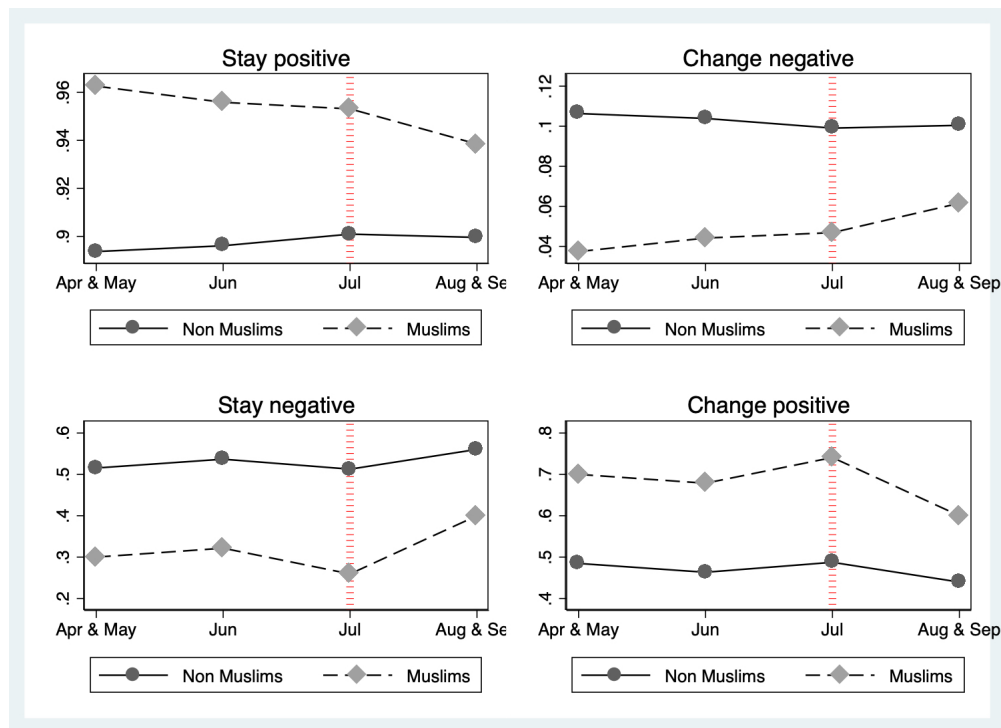 Stay positive
.96
.94
.92
.9
Apr & May Jun Jul Aug & Se
Non Muslims Muslims
Change negative
.12
.1
.08
.06
.04
Apr & May Jun Jul Aug & Sep
Non Muslims Muslims
Stay negative
.6
.5
.4
.3
.2
Apr & May Jun Jul Aug & Se
Non Muslims Muslims
Change positive
.8
.7
.6
.5
.4
Apr & May Jun Jul Aug & Sep
Non Muslims Muslims